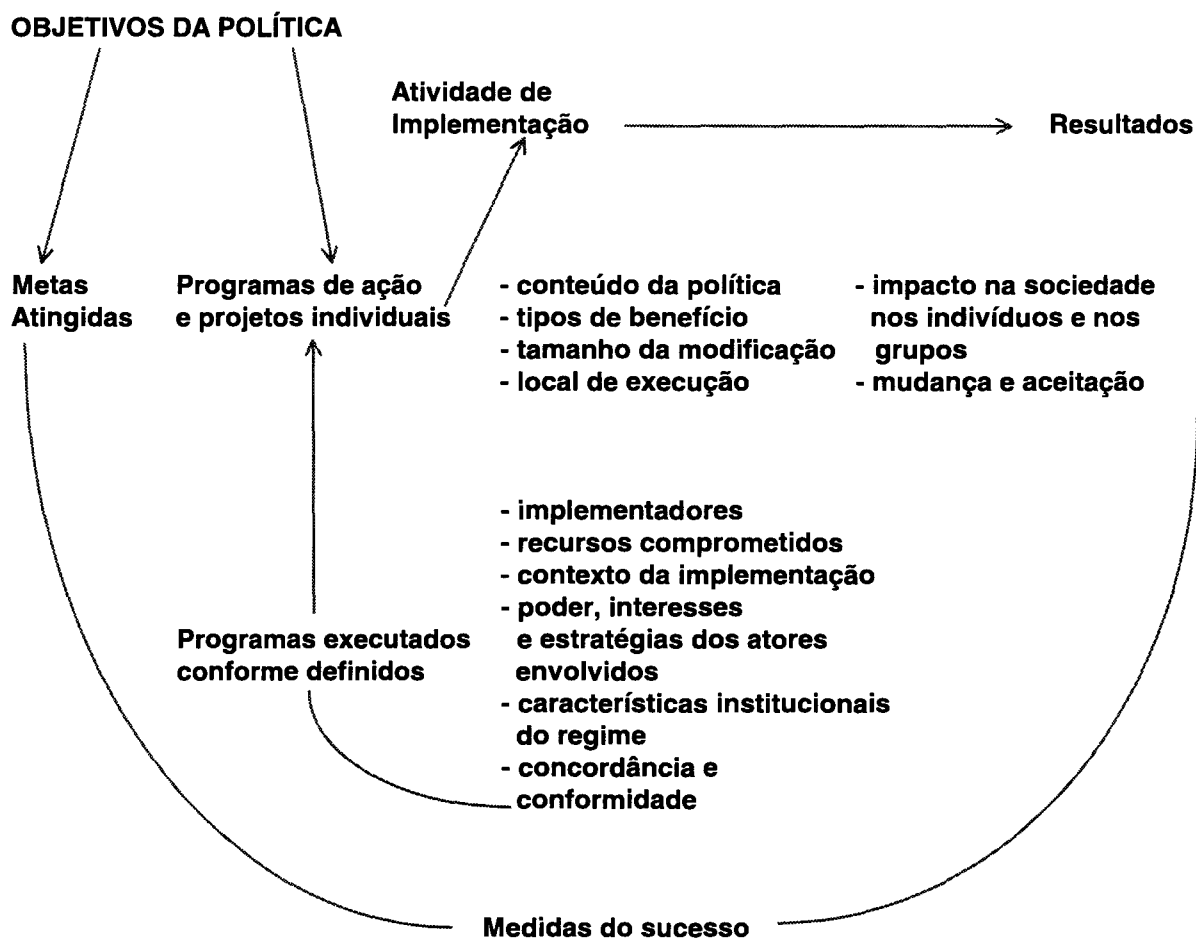 OBJETIVOS DA POLÍTICA
Atividade de
Implementação
Resultados
Metas
Atingidas
Programas de ação
e projetos individuais
- conteúdo da política
- tipos de benefício
- tamanho da modificação
- local de execução
- impacto na sociedade
nos indivíduos e nos
grupos
- mudança e aceitação
- implementadores
- recursos comprometidos
- contexto da implementação
- poder, interesses
e estratégias dos atores
envolvidos
- características institucionais
do regime
- concordância e
conformidade
Programas executados
conforme definidos
Medidas do sucesso